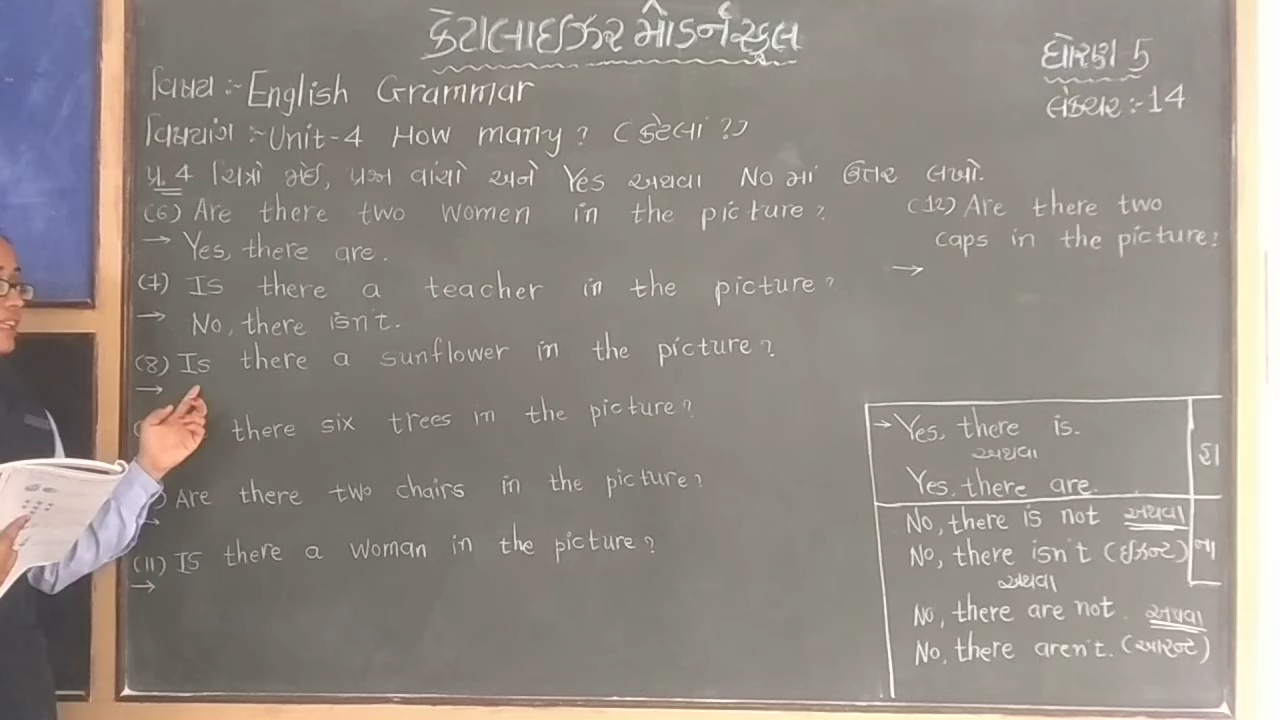 કેટાલાઇઝર મોડર્ન સ્કુલ
ધોરણ 5
વિષય :- English Grammar
લેક્ચર :- 14
વિષયાંગ :- Unit-4 How many? (કેટલાં?)
પ્ર. 4 ચિત્રો જોઈ, પ્રશ્ન વાંચો અને Yes અથવા No માં ઉત્તર લખો.
(6) Are there two women in the picture?
→ Yes, there are.
(7) Is there a teacher in the picture?
→ No, there isn't.
(8) Is there a sunflower in the picture?
→
there six trees in the picture?
) Are there two chairs in the picture?
→
(11) Is there a woman in the picture?
→
(12) Are there two
caps in the picture?
→
→ Yes, there is.
અથવા
Yes, there are.
હા
No, there is not અથવા
No, there isn't (ઈઝન્ટ)
ના
અથવા
No, there are not. અથવા
No, there aren't. (આરન્ટ)